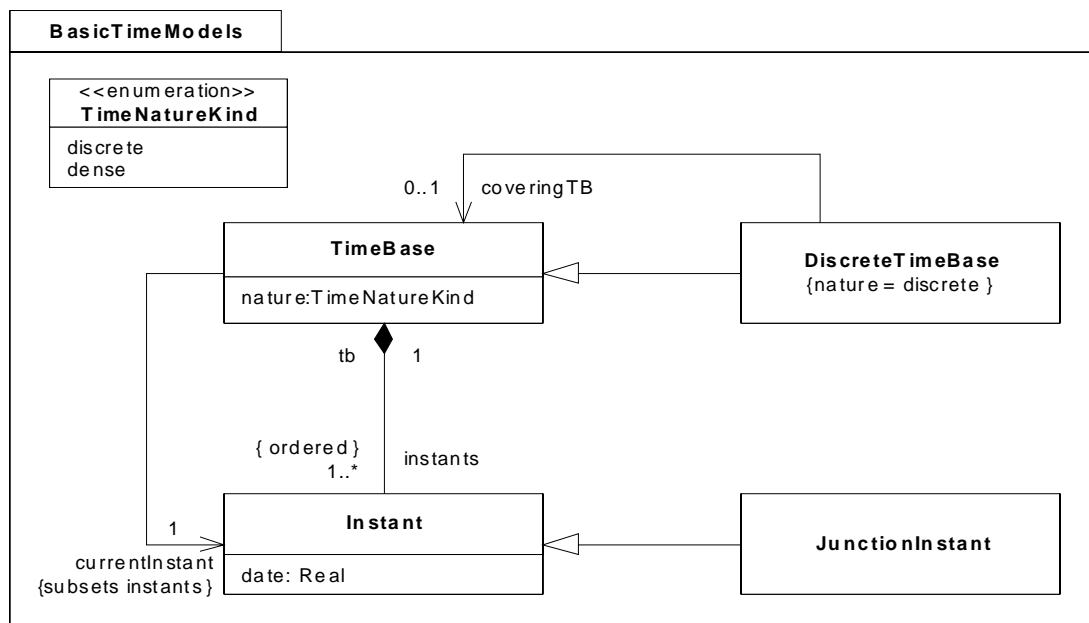 BasicTimeModels
<<enumeration>>
TimeNatureKind
discrete
dense
0..1 coveringTB
TimeBase
nature:TimeNatureKind
DiscreteTimeBase
{nature = discrete }
tb 1
{ ordered }
1..*
instants
1
currentInstant
{subsets instants}
Instant
date: Real
JunctionInstant